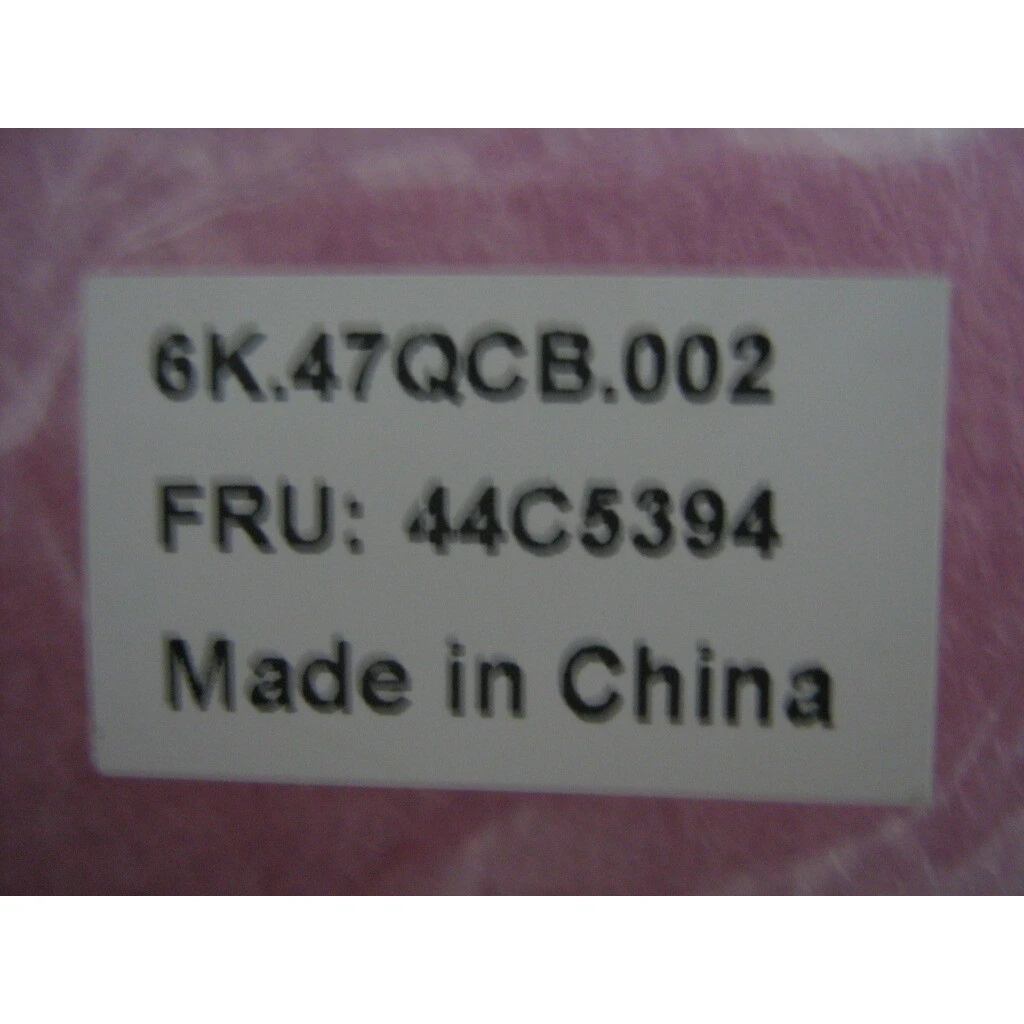 6K.47QCB.002
FRU: 44C5394
Made in China